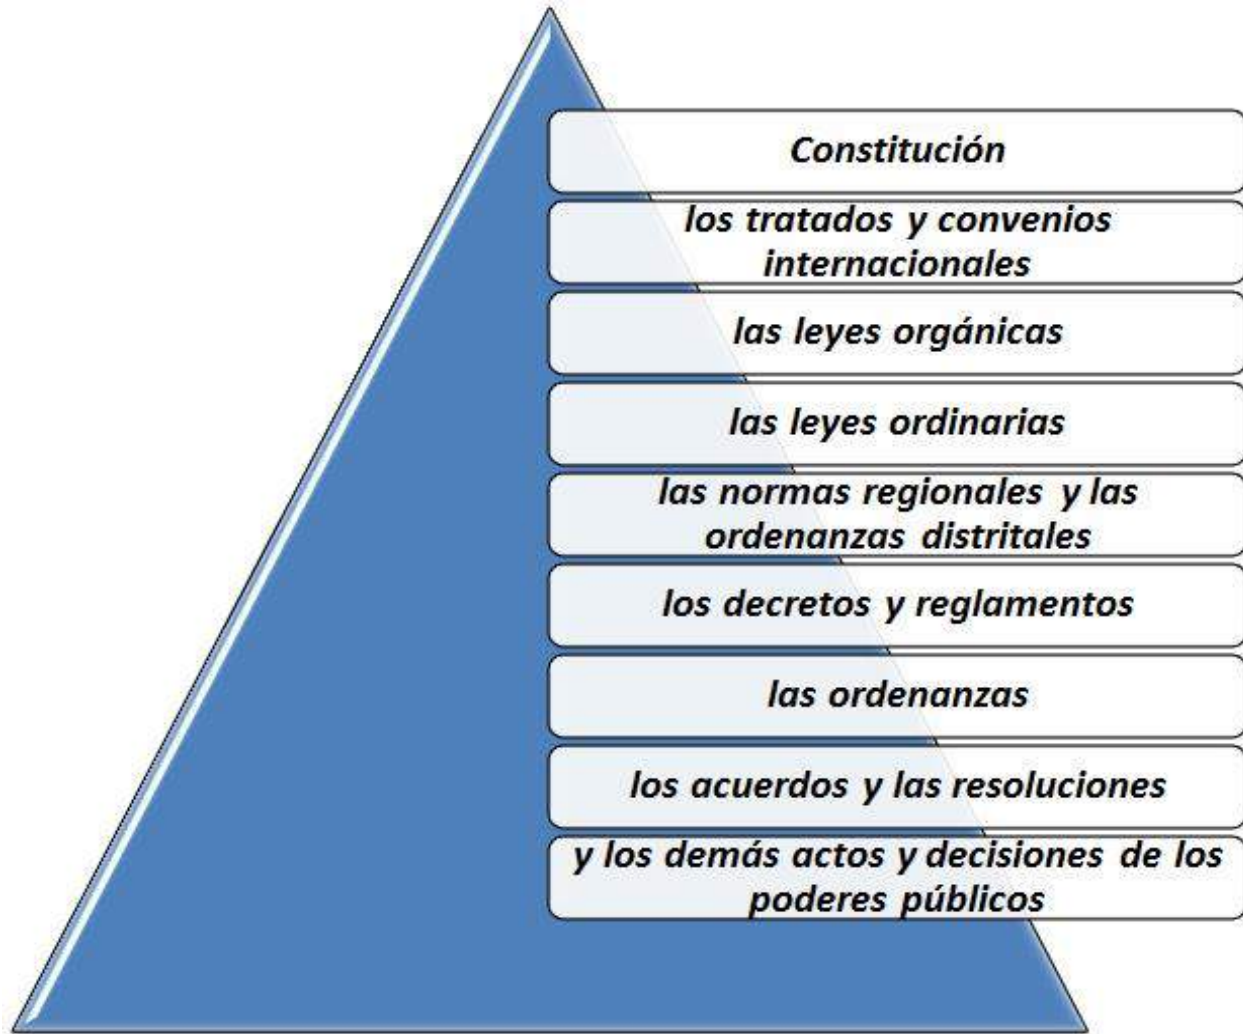 Constitución
los tratados y convenios
internacionales
las leyes orgánicas
las leyes ordinarias
las normas regionales y las
ordenanzas distritales
los decretos y reglamentos
las ordenanzas
los acuerdos y las resoluciones
y los demás actos y decisiones de los
poderes públicos